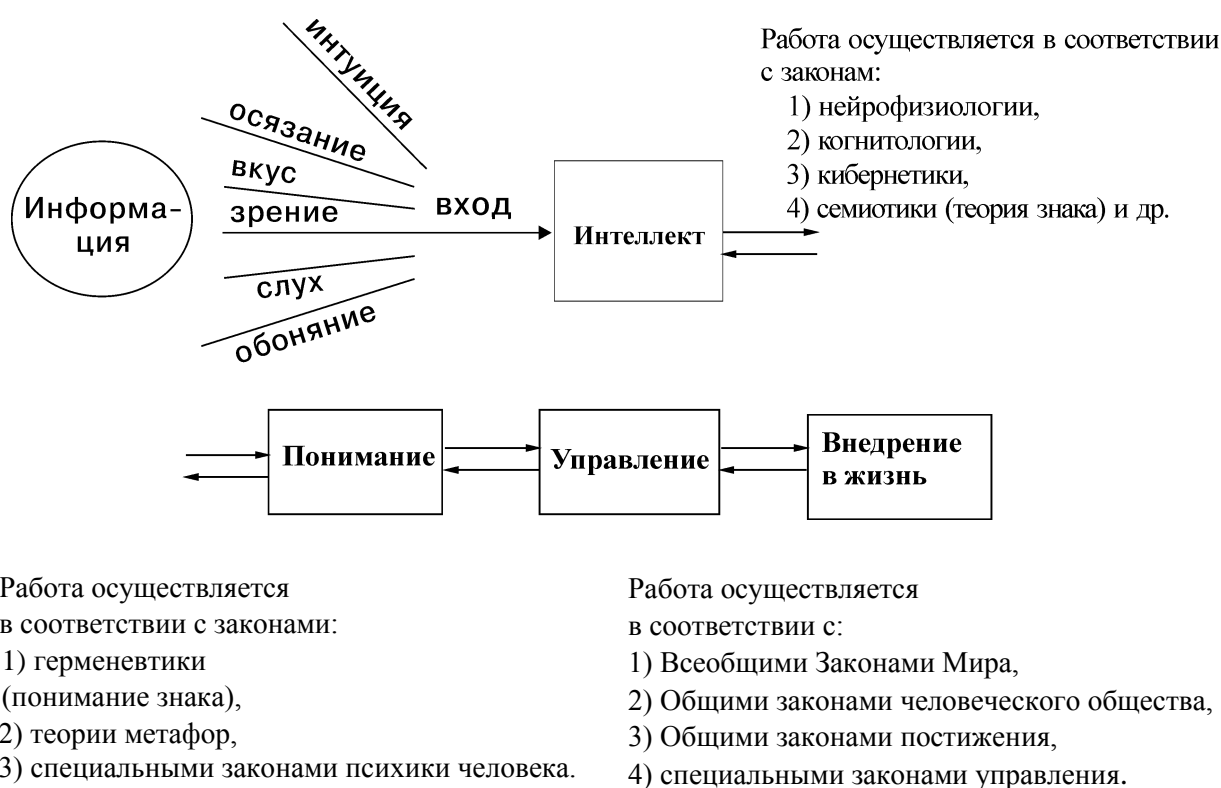 интуиция
осязание
вкус
зрение
слух
обоняние
Информа-
ция
вход
Интеллект
Работа осуществляется в соответствии
с законам:
1) нейрофизиологии,
2) когнитологии,
3) кибернетики,
4) семиотики (теория знака) и др.
Понимание
Управление
Внедрение
в жизнь
Работа осуществляется
в соответствии с законами:
1) герменевтики
(понимание знака),
2) теории метафор,
3) специальными законами психики человека.
Работа осуществляется
в соответствии с:
1) Всеобщими Законами Мира,
2) Общими законами человеческого общества,
3) Общими законами постижения,
4) специальными законами управления.